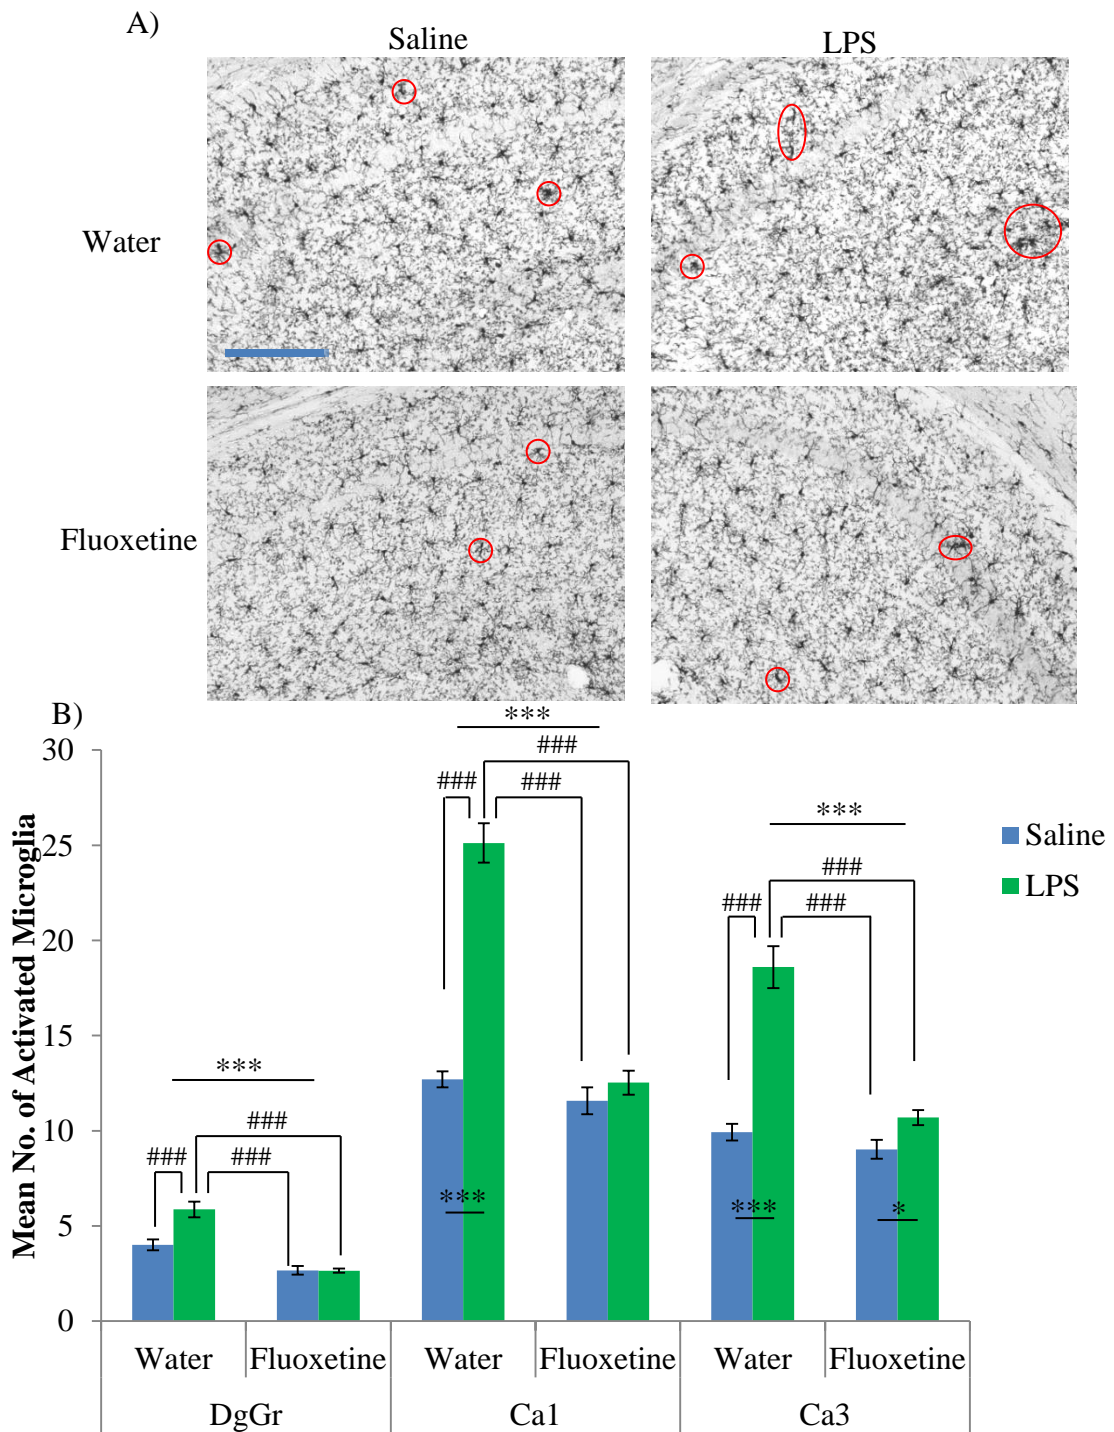 A)
Saline
LPS
Water
Fluoxetine
B)
Mean No. of Activated Microglia
30
25
20
15
10
5
0
***
###
###
###
***
###
###
###
***
***
###
###
###
***
*
Saline
LPS
Water
Fluoxetine
Water
Fluoxetine
Water
Fluoxetine
DgGr
Ca1
Ca3